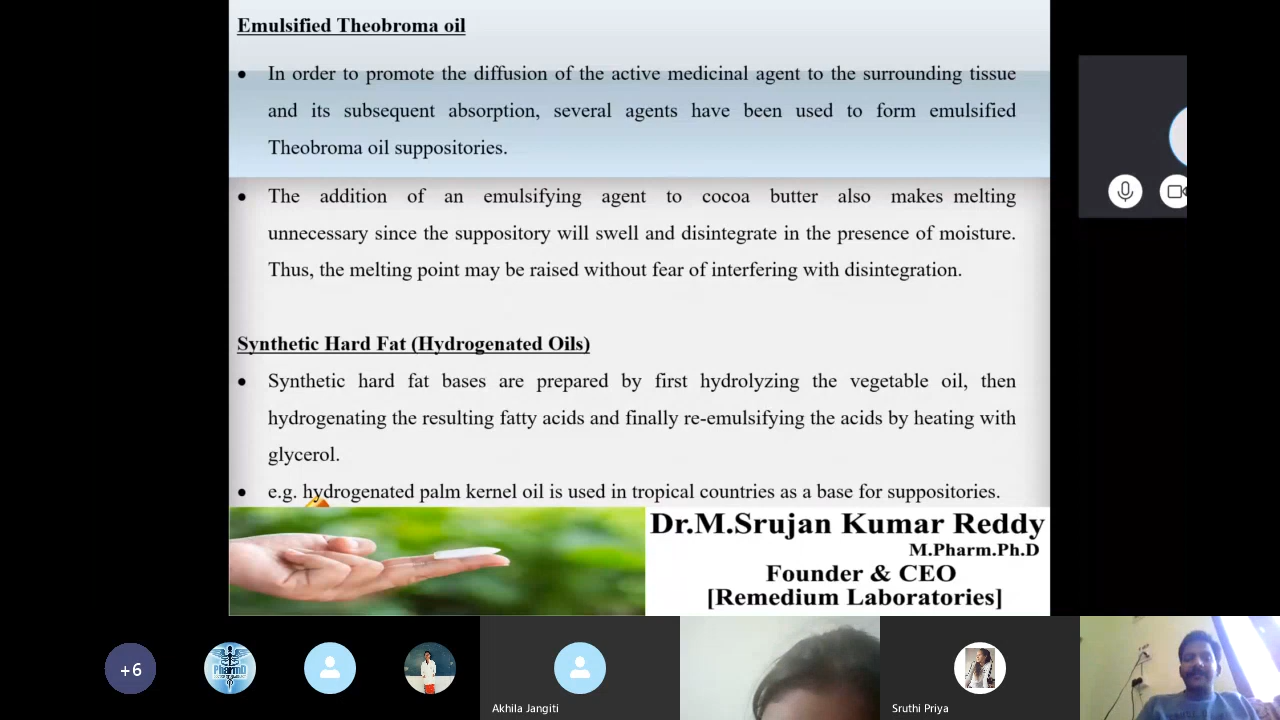 Emulsified Theobroma oil
• In order to promote the diffusion of the active medicinal agent to the surrounding tissue
and its subsequent absorption, several agents have been used to form emulsified
Theobroma oil suppositories.
• The addition of an emulsifying agent to cocoa butter also makes melting
unnecessary since the suppository will swell and disintegrate in the presence of moisture.
Thus, the melting point may be raised without fear of interfering with disintegration.
Synthetic Hard Fat (Hydrogenated Oils)
• Synthetic hard fat bases are prepared by first hydrolyzing the vegetable oil, then
hydrogenating the resulting fatty acids and finally re-emulsifying the acids by heating with
glycerol.
• e.g. hydrogenated palm kernel oil is used in tropical countries as a base for suppositories.
Dr.M.Srujan Kumar Reddy
M.Pharm.Ph.D
Founder & CEO
[Remedium Laboratories]
+6
PharmD
Akhila Jangiti
Sruthi Priya